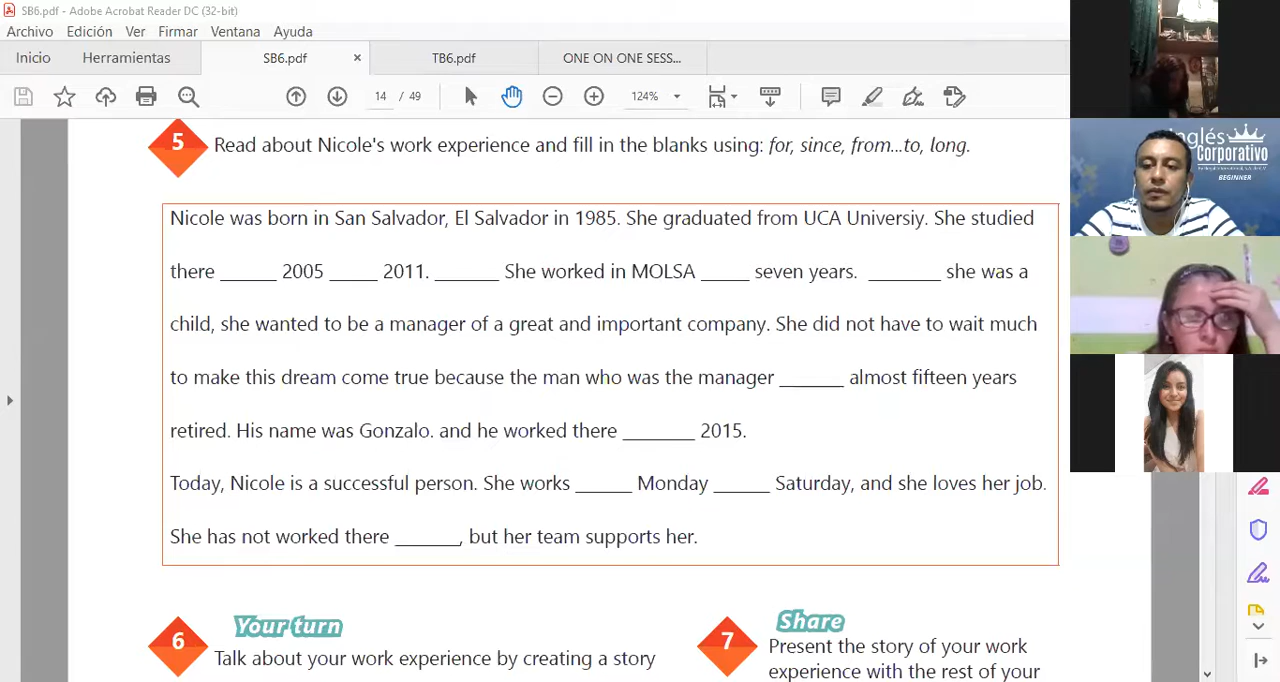 SB6.pdf - Adobe Acrobat Reader DC (32-bit)
Archivo Edición Ver Firmar Ventana Ayuda
Inicio Herramientas SB6.pdf × TB6.pdf ONE ON ONE SESS...
14 / 49 124%
5 Read about Nicole's work experience and fill in the blanks using: for, since, from...to, long.
Nicole was born in San Salvador, El Salvador in 1985. She graduated from UCA Universiy. She studied
there ______ 2005 _____ 2011. _______ She worked in MOLSA _____ seven years. ________ she was a
child, she wanted to be a manager of a great and important company. She did not have to wait much
to make this dream come true because the man who was the manager _______ almost fifteen years
retired. His name was Gonzalo. and he worked there ________ 2015.
Today, Nicole is a successful person. She works ______ Monday ______ Saturday, and she loves her job.
She has not worked there _______, but her team supports her.
6 Your turn
Talk about your work experience by creating a story
7 Share
Present the story of your work
experience with the rest of your
Inglés
Corporativo
BEGINNER